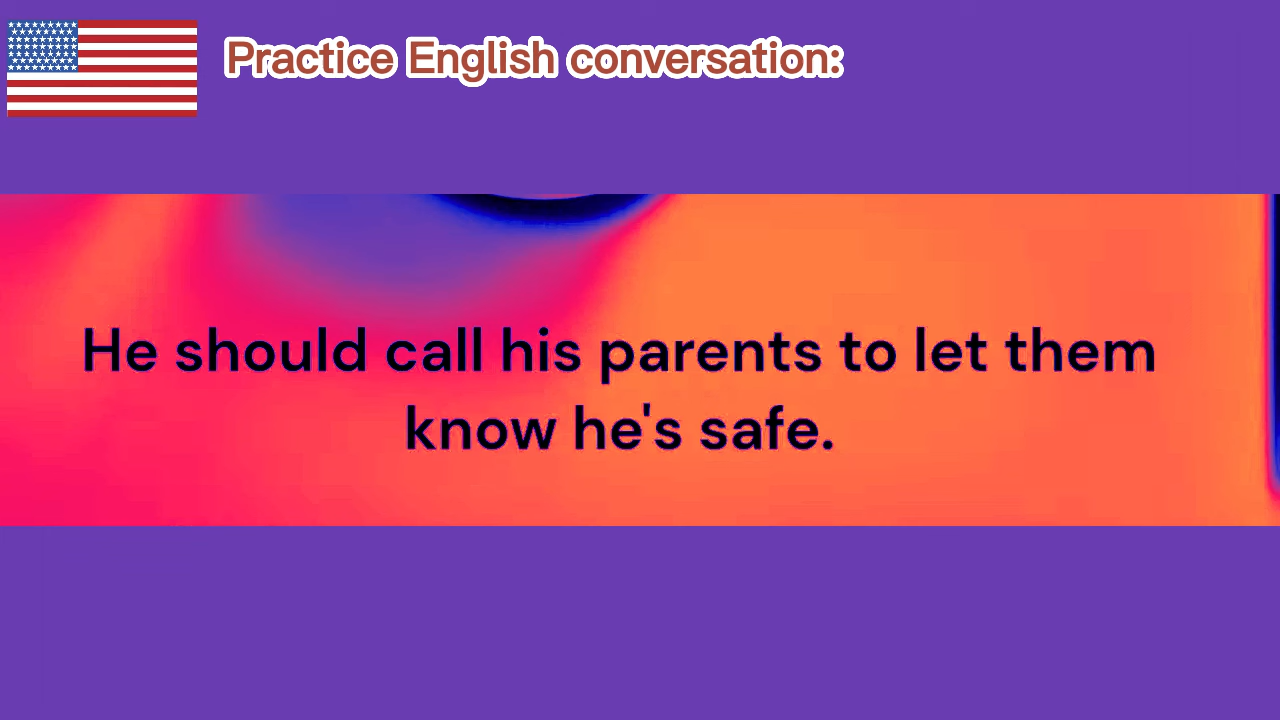 Practice English conversation:
He should call his parents to let them
know he's safe.